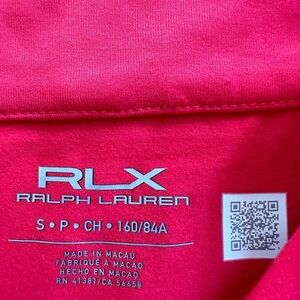 RLX
RALPH LAUREN
S • P • CH • 160/84A
MADE IN MACAU
FABRIQUÉ À MACAO
HECHO EN MACAO
RN 41381/CA 56658